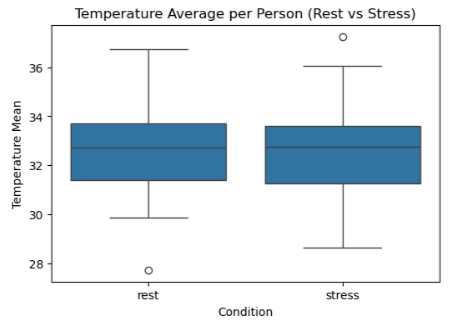 Temperature Average per Person (Rest vs Stress)
Temperature Mean
36
34
32
30
28
rest
stress
Condition